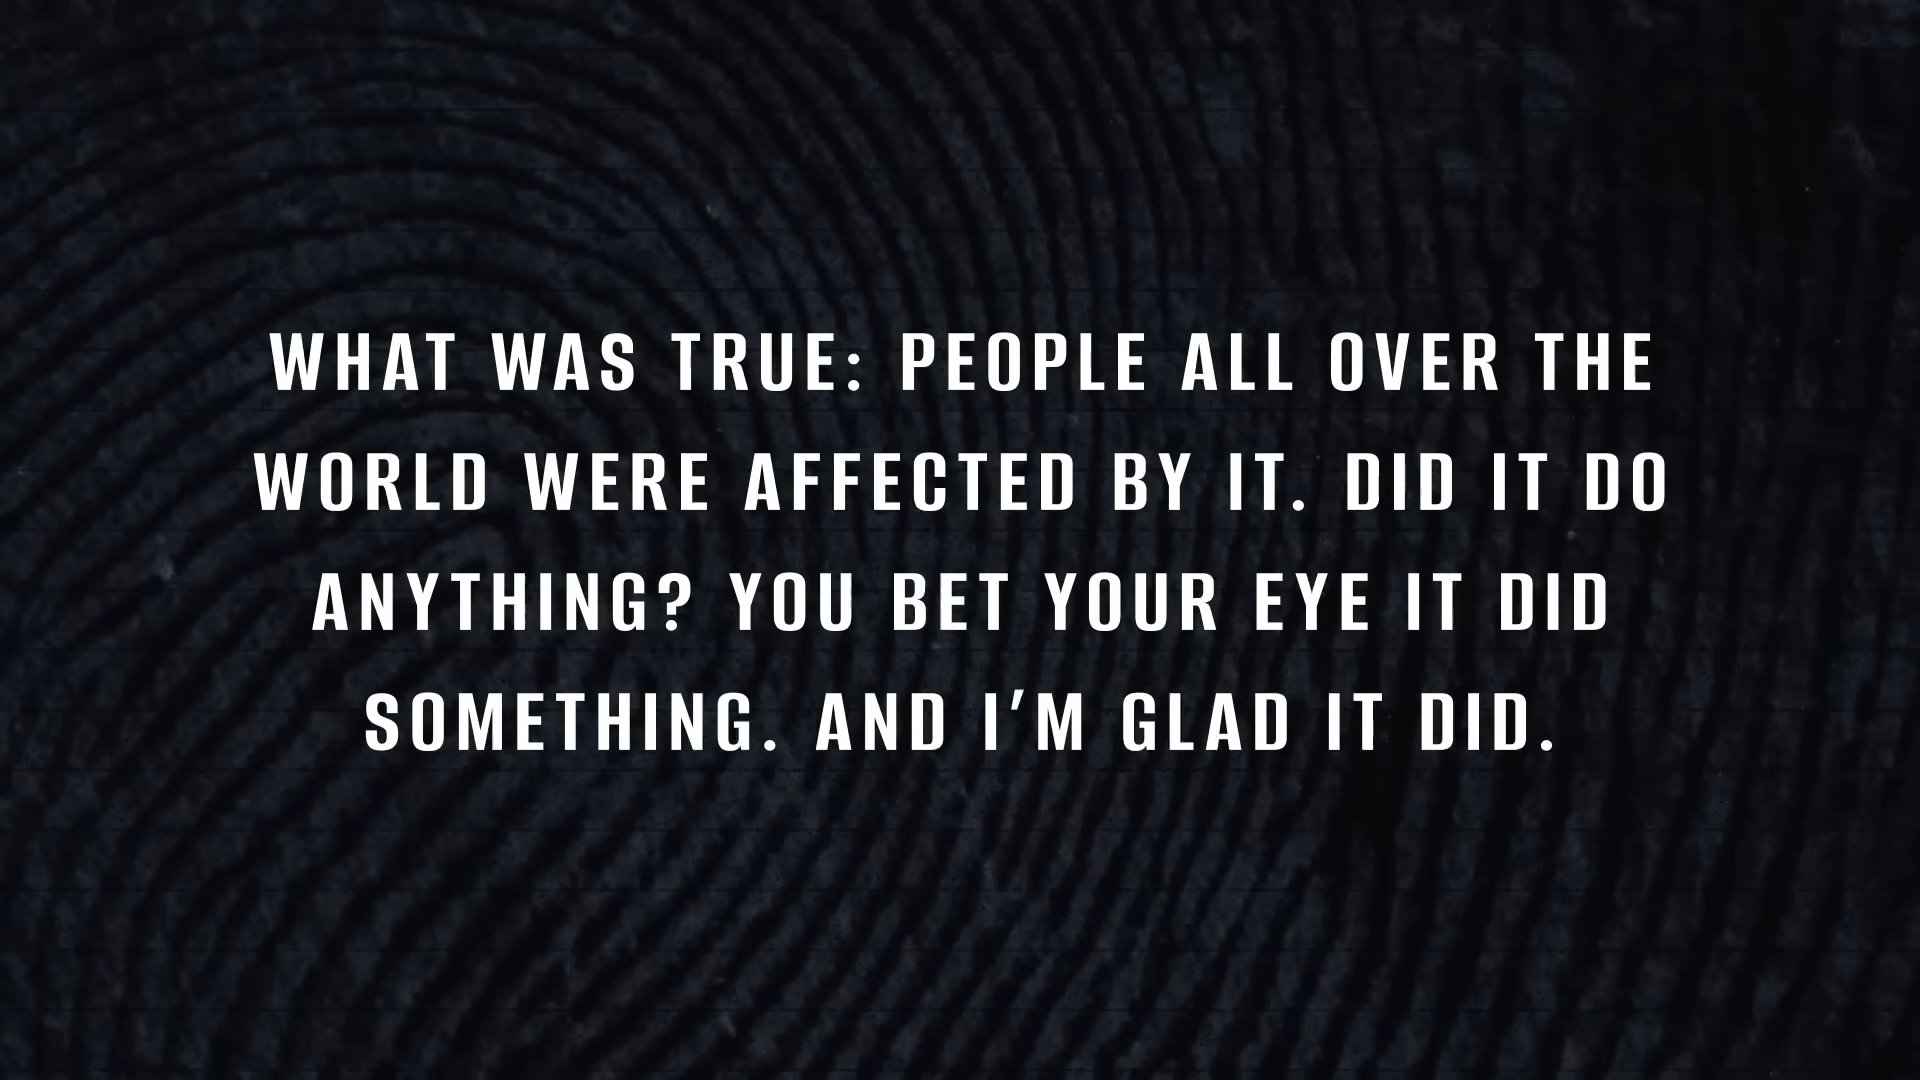 WHAT WAS TRUE: PEOPLE ALL OVER THE
WORLD WERE AFFECTED BY IT. DID IT DO
ANYTHING? YOU BET YOUR EYE IT DID
SOMETHING. AND I'M GLAD IT DID.